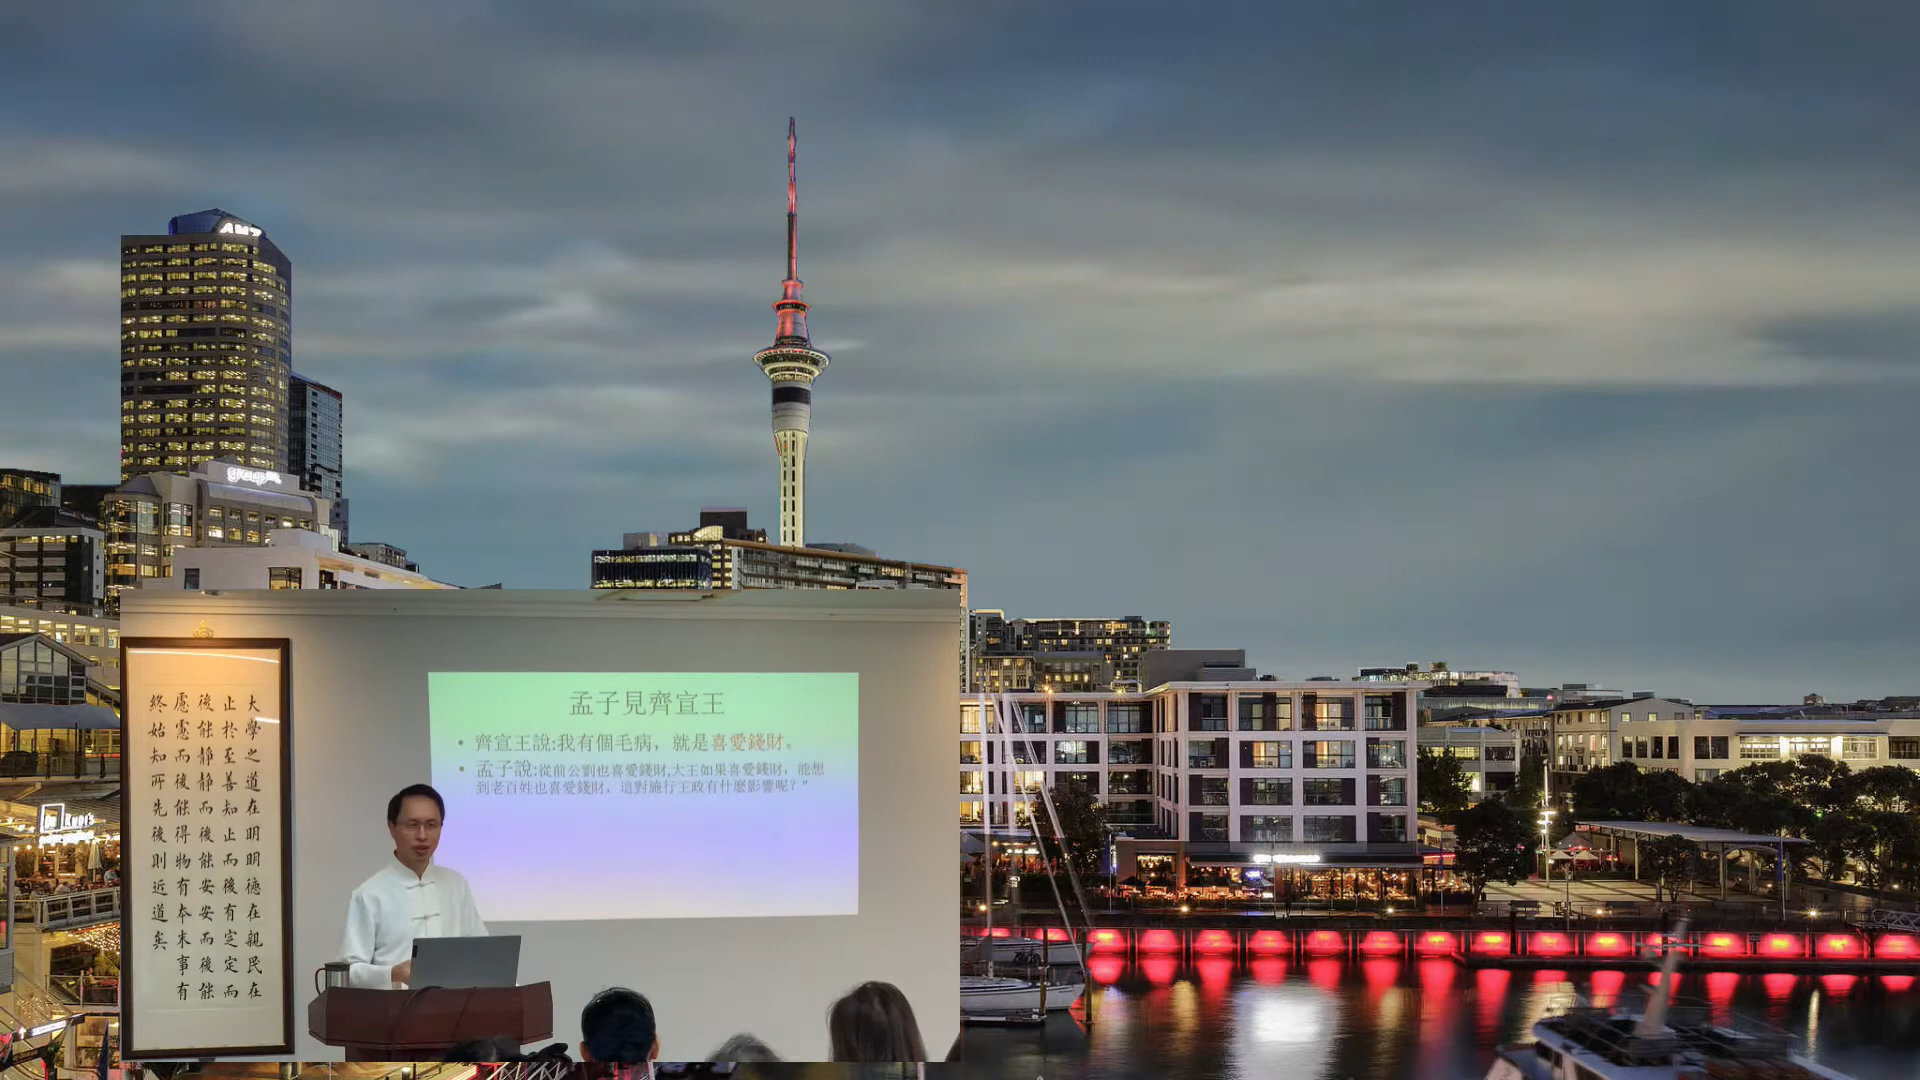 ANZ
groupm
大學之道在明明德在親民在
止於至善知止而後有定定而
後能靜靜而後能安安而後能
慮慮而後能得物有本末事有
終始知所先後則近道矣
孟子見齊宣王
• 齊宣王說:我有個毛病，就是喜愛錢財。
• 孟子說:從前公劉也喜愛錢財,大王如果喜愛錢財，能想
到老百姓也喜愛錢財，這對施行王政有什麼影響呢？”